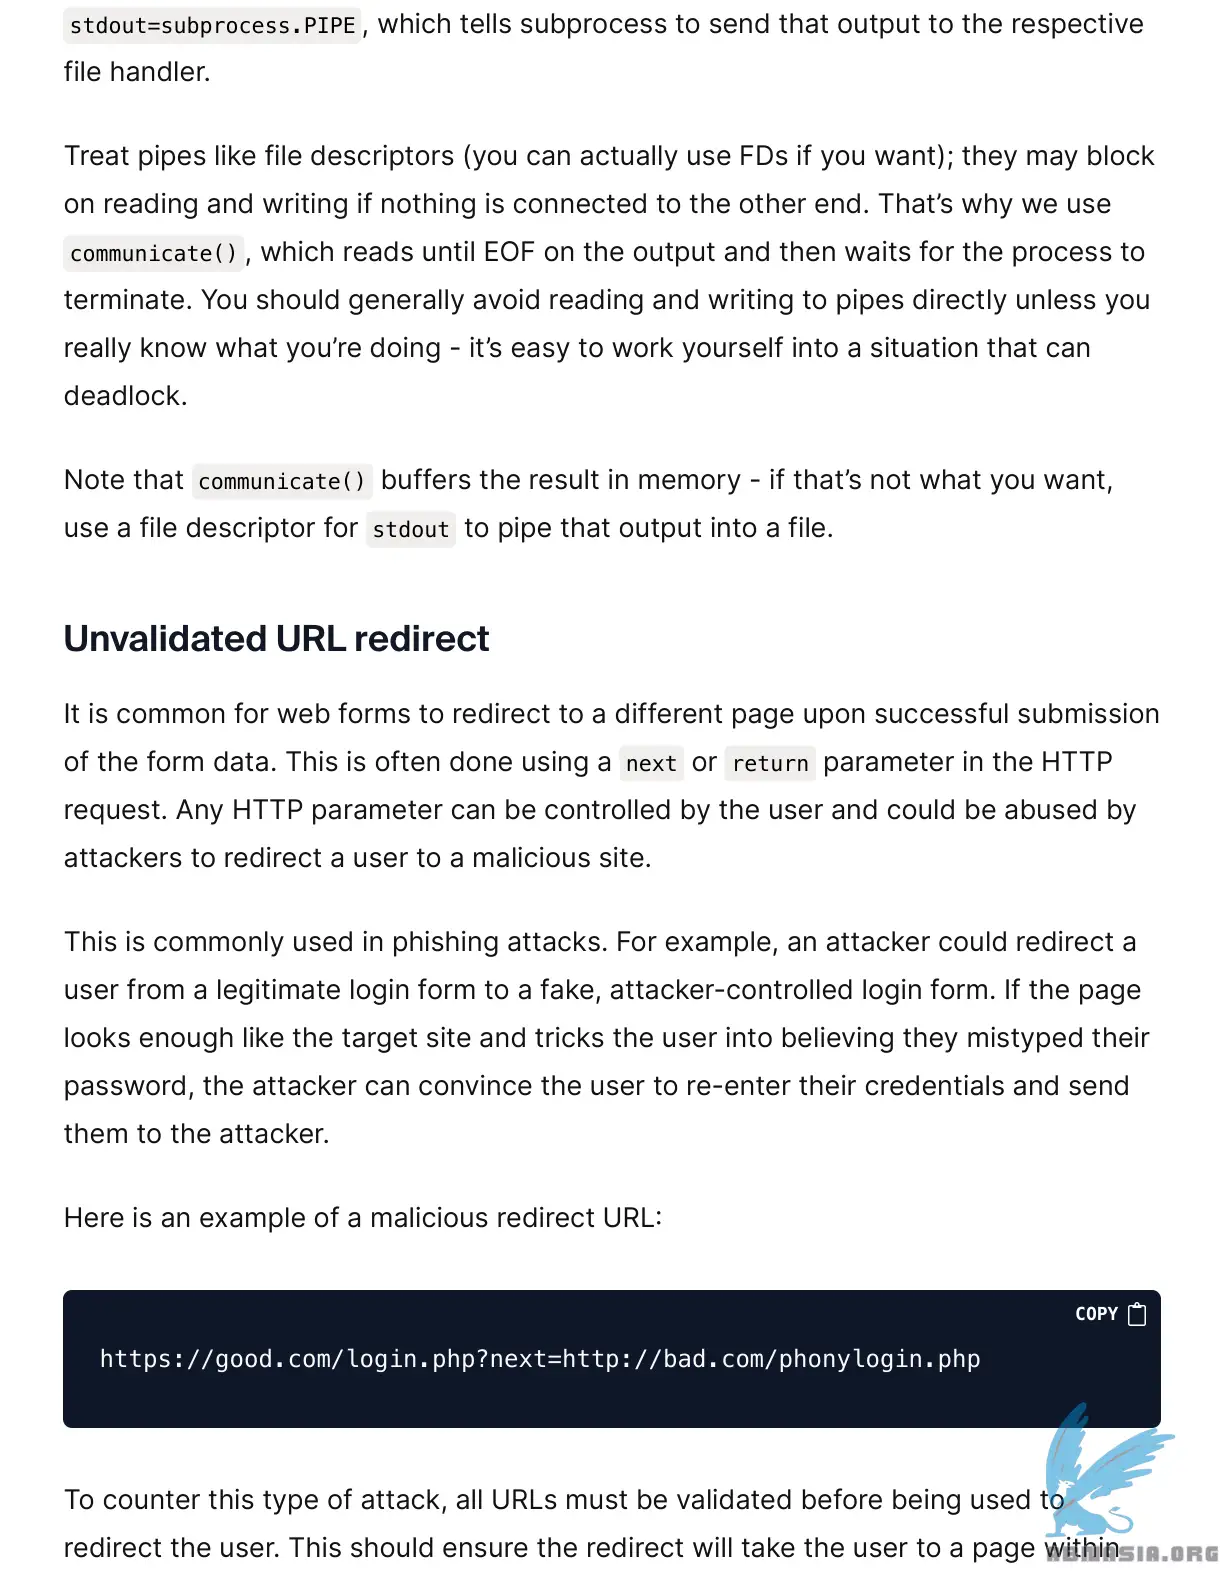 stdout=subprocess.PIPE, which tells subprocess to send that output to the respective
file handler.
Treat pipes like file descriptors (you can actually use FDs if you want); they may block
on reading and writing if nothing is connected to the other end. That’s why we use
communicate(), which reads until EOF on the output and then waits for the process to
terminate. You should generally avoid reading and writing to pipes directly unless you
really know what you’re doing - it’s easy to work yourself into a situation that can
deadlock.
Note that communicate() buffers the result in memory - if that’s not what you want,
use a file descriptor for stdout to pipe that output into a file.
Unvalidated URL redirect
It is common for web forms to redirect to a different page upon successful submission
of the form data. This is often done using a next or return parameter in the HTTP
request. Any HTTP parameter can be controlled by the user and could be abused by
attackers to redirect a user to a malicious site.
This is commonly used in phishing attacks. For example, an attacker could redirect a
user from a legitimate login form to a fake, attacker-controlled login form. If the page
looks enough like the target site and tricks the user into believing they mistyped their
password, the attacker can convince the user to re-enter their credentials and send
them to the attacker.
Here is an example of a malicious redirect URL:
COPY
https://good.com/login.php?next=http://bad.com/phonylogin.php
To counter this type of attack, all URLs must be validated before being used to
redirect the user. This should ensure the redirect will take the user to a page within